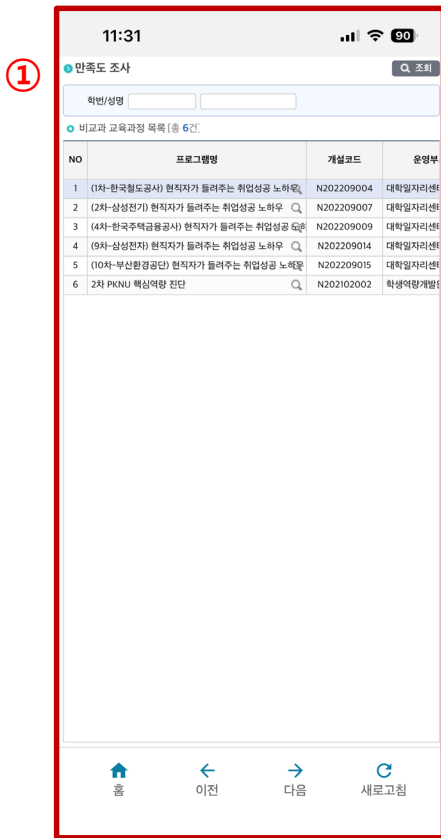 11:31
90
①
만족도 조사
조회
학번/성명
비교과 교육과정 목록[총 6건]
NO 프로그램명 개설코드 운영부
1 (1차-한국철도공사) 현직자가 들려주는 취업성공 노하우 N202209004 대학일자리센터
2 (2차-삼성전기) 현직자가 들려주는 취업성공 노하우 N202209007 대학일자리센터
3 (4차-한국주택금융공사) 현직자가 들려주는 취업성공 노하 N202209009 대학일자리센터
4 (9차-삼성전자) 현직자가 들려주는 취업성공 노하우 N202209014 대학일자리센터
5 (10차-부산환경공단) 현직자가 들려주는 취업성공 노하우 N202209015 대학일자리센터
6 2차 PKNU 핵심역량 진단 N202102002 학생역량개발
홈 이전 다음 새로고침